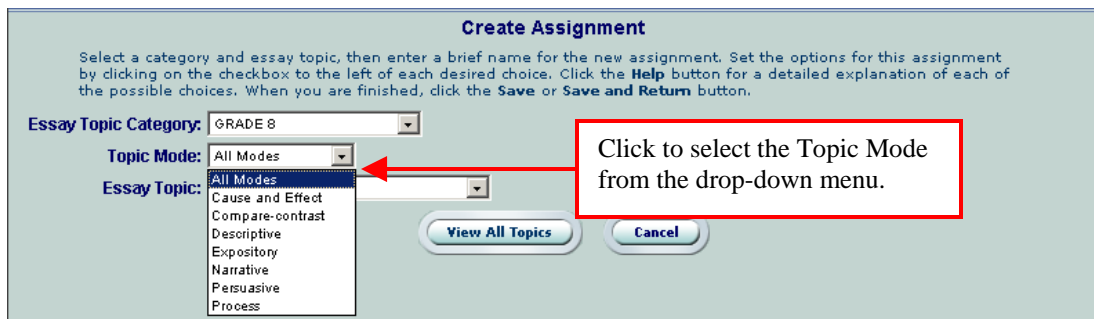 Create Assignment
Select a category and essay topic, then enter a brief name for the new assignment. Set the options for this assignment
by clicking on the checkbox to the left of each desired choice. Click the Help button for a detailed explanation of each of
the possible choices. When you are finished, click the Save or Save and Return button.
Essay Topic Category: GRADE 8
Topic Mode: All Modes
Click to select the Topic Mode
from the drop-down menu.
Essay Topic:
All Modes
Cause and Effect
Compare-contrast
Descriptive
Expository
Narrative
Persuasive
Process
View All Topics
Cancel